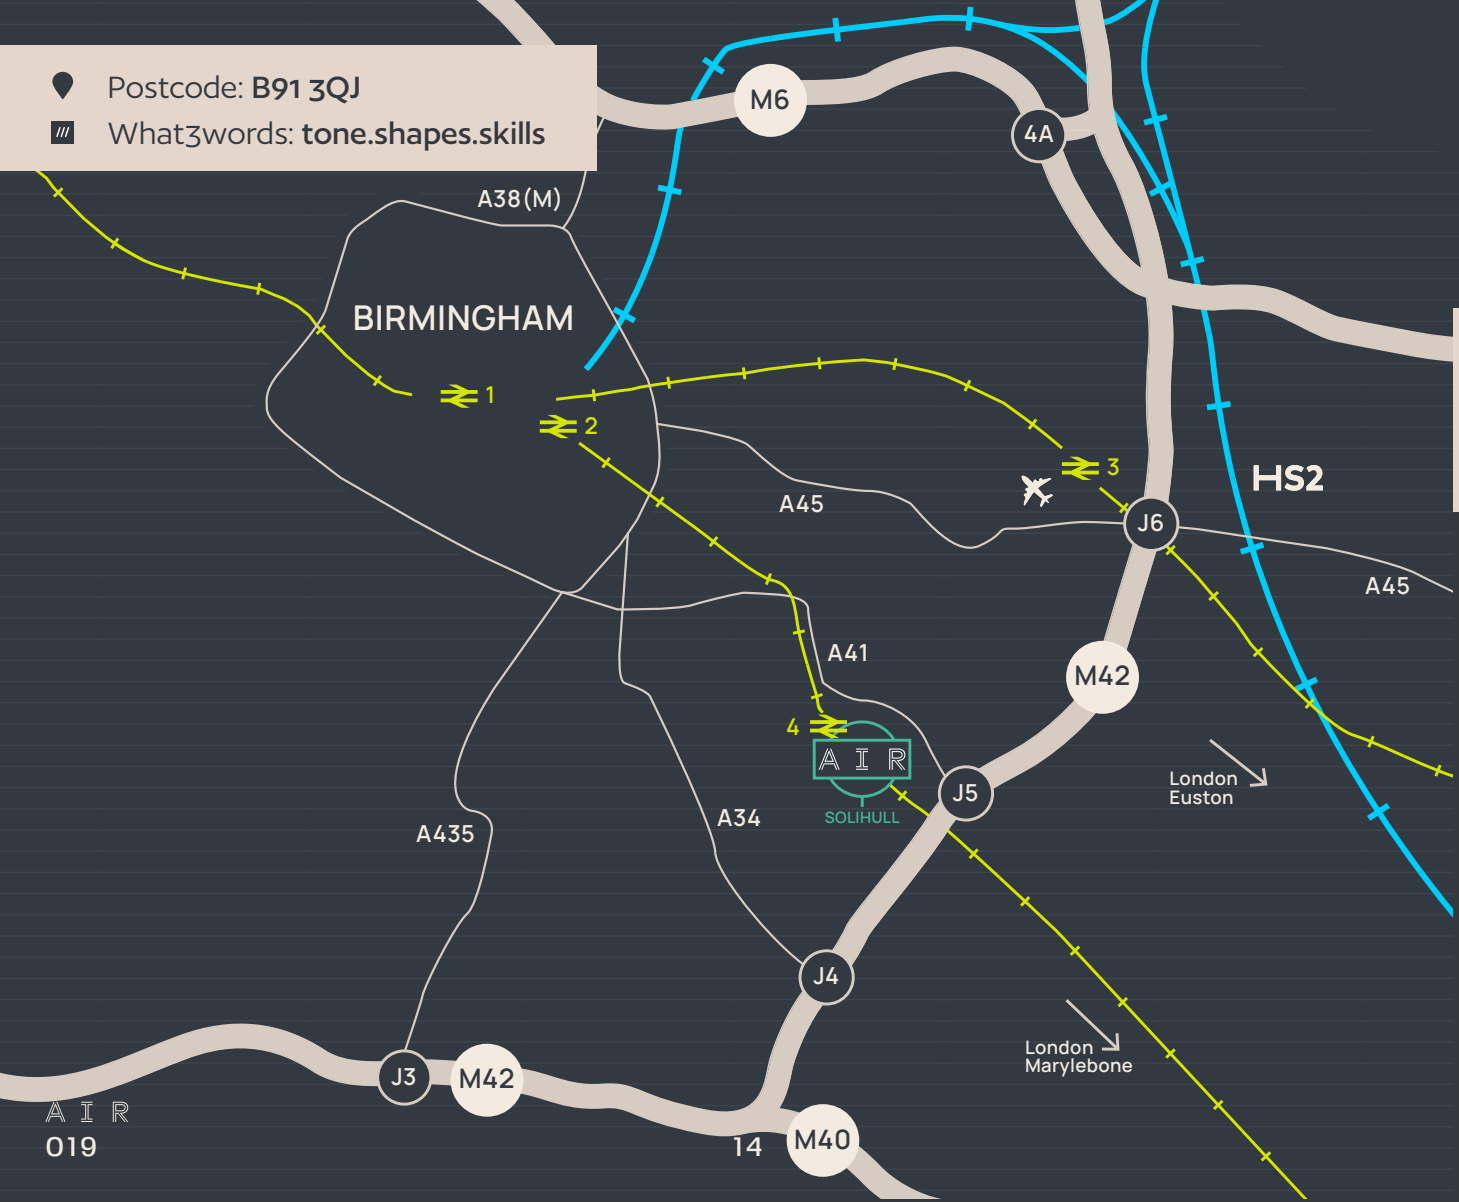 Postcode: B91 3QJ
What3words: tone.shapes.skills
M6
4A
A38(M)
BIRMINGHAM
1
2
3
HS2
A45
J6
A45
A41
M42
4
AIR
SOLIHULL
J5
London
Euston
A34
A435
J4
London
Marylebone
J3
M42
AIR
019
14
M40